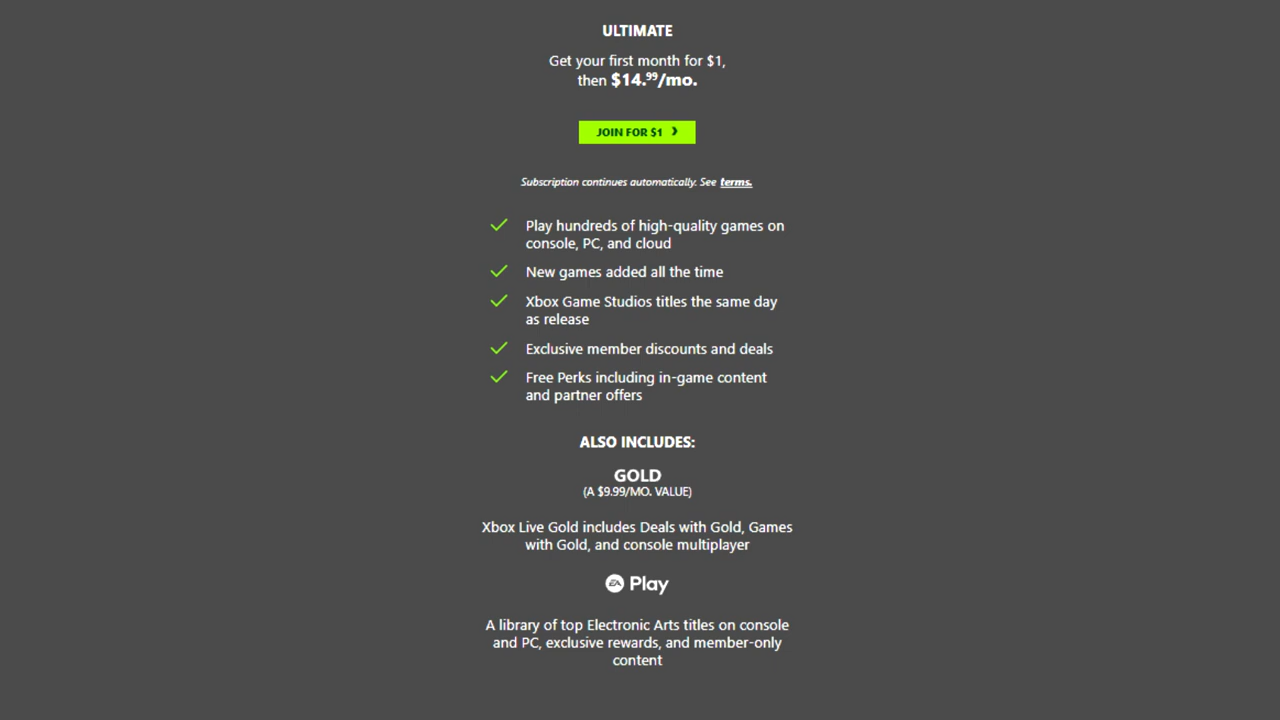 ULTIMATE
Get your first month for $1,
then $14.99/mo.
JOIN FOR $1 ❯
Subscription continues automatically. See terms.
Play hundreds of high-quality games on
console, PC, and cloud
New games added all the time
Xbox Game Studios titles the same day
as release
Exclusive member discounts and deals
Free Perks including in-game content
and partner offers
ALSO INCLUDES:
GOLD
(A $9.99/MO. VALUE)
Xbox Live Gold includes Deals with Gold, Games
with Gold, and console multiplayer
EA Play
A library of top Electronic Arts titles on console
and PC, exclusive rewards, and member-only
content